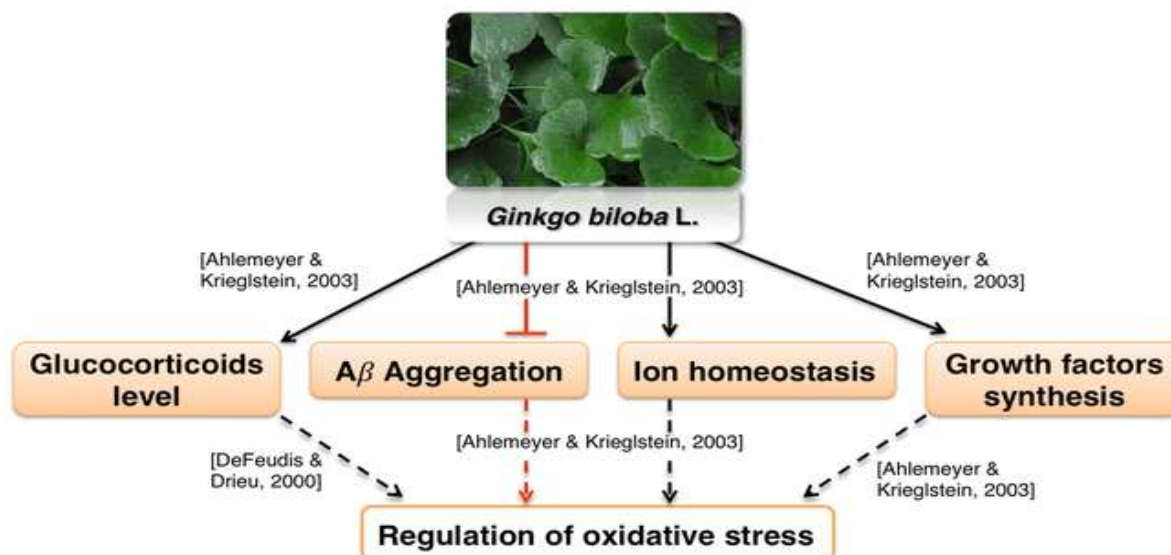 Ginkgo biloba L.
[Ahlemeyer &
Krieglstein, 2003]
[Ahlemeyer & Krieglstein, 2003]
[Ahlemeyer &
Krieglstein, 2003]
Glucocorticoids
level
Aβ Aggregation
Ion homeostasis
Growth factors
synthesis
[DeFeudis &
Drieu, 2000]
[Ahlemeyer & Krieglstein, 2003]
[Ahlemeyer &
Krieglstein, 2003]
Regulation of oxidative stress